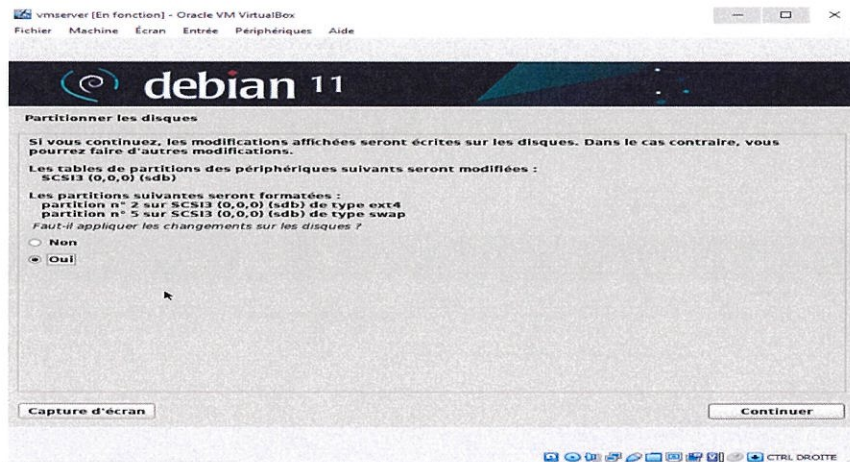 vmserver [En fonction] - Oracle VM VirtualBox
Fichier Machine Écran Entrée Périphériques Aide
debian 11
Partitionner les disques
Si vous continuez, les modifications affichées seront écrites sur les disques. Dans le cas contraire, vous
pourrez faire d'autres modifications.
Les tables de partitions des périphériques suivants seront modifiées :
SCSI3 (0,0,0) (sdb)
Les partitions suivantes seront formatées :
partition n° 2 sur SCSI3 (0,0,0) (sdb) de type ext4
partition n° 5 sur SCSI3 (0,0,0) (sdb) de type swap
Faut-il appliquer les changements sur les disques ?
Non
Oui
Capture d'écran
Continuer
CTRL DROITE